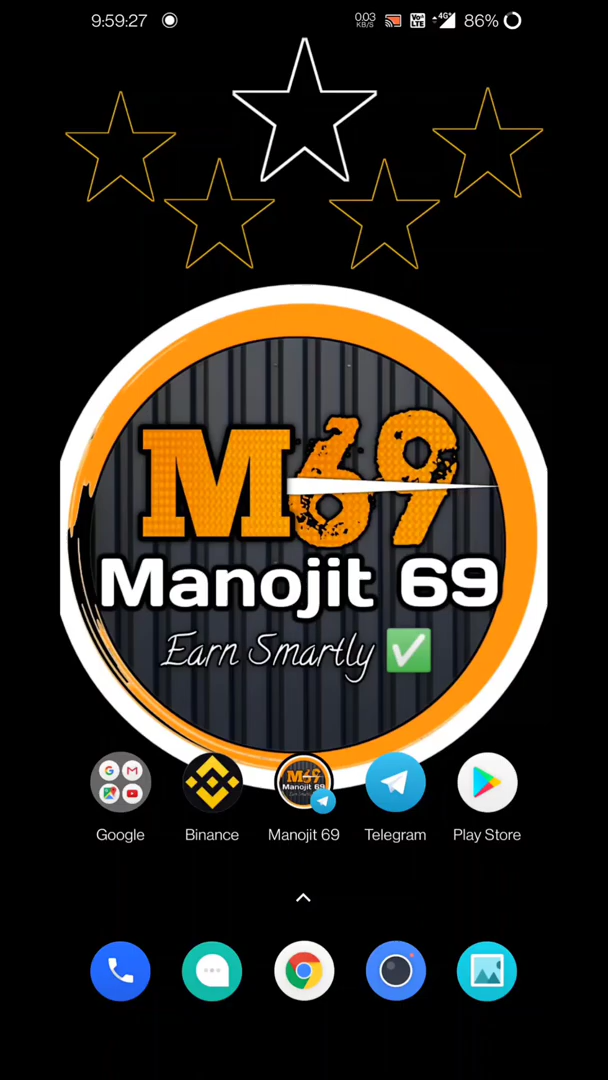 9:59:27
0.03 KB/S
Vo LTE
4G+
86%
M69
Manojit 69
Earn Smartly ✅
Google
Binance
Manojit 69
Telegram
Play Store